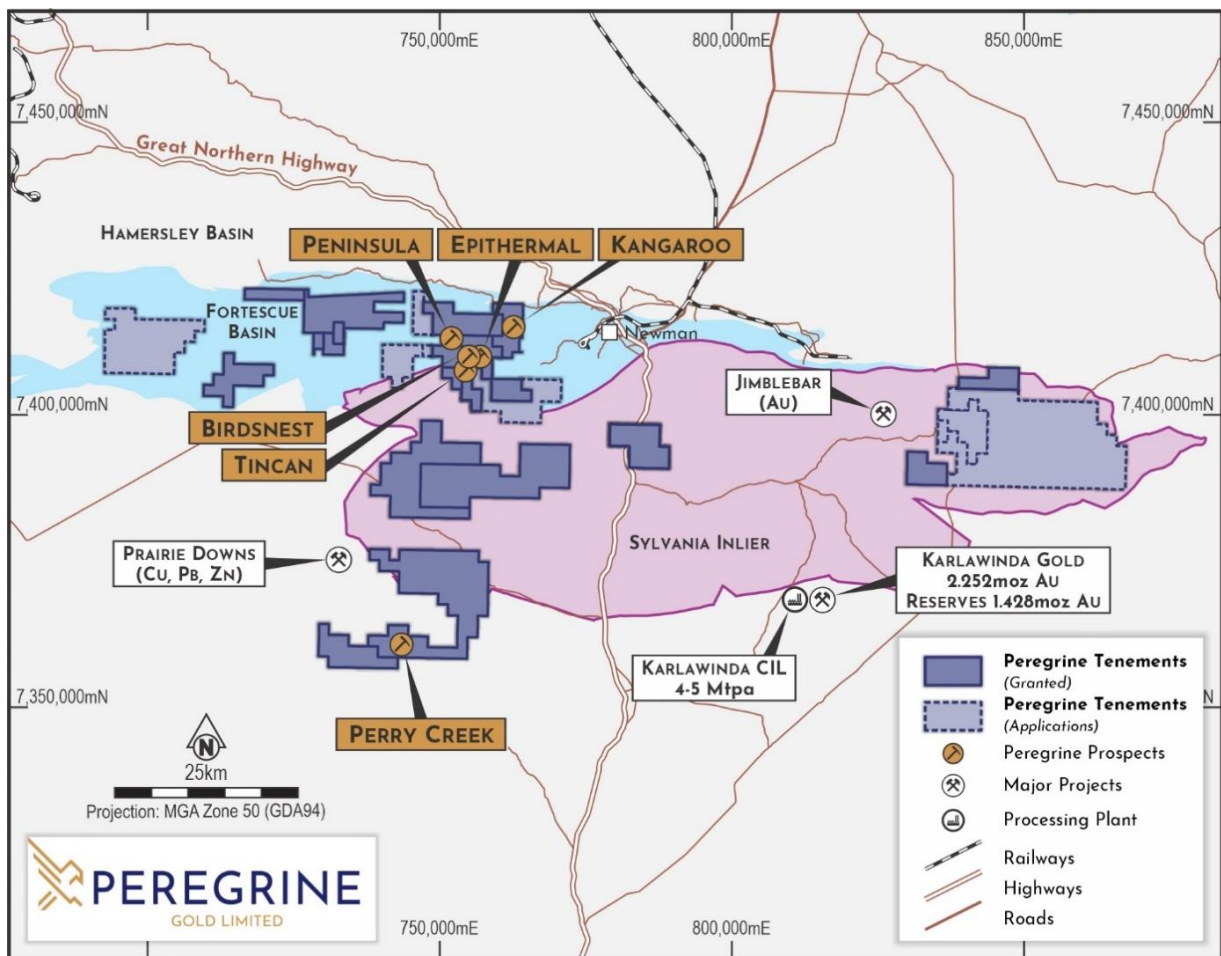 750,000mE
800,000mE
850,000mE
7,450,000mN
7,450,000mN
Great Northern Highway
HAMERSLEY BASIN
PENINSULA
EPITHERMAL
KANGAROO
FORTESCUE
BASIN
Newman
JIMBLEBAR
(AU)
7,400,000mN
7,400,000mN
BIRDSNEST
TINCAN
SYLVANIA INLIER
PRAIRIE DOWNS
(CU, PB, ZN)
KARLAWINDA GOLD
2.252MOZ AU
RESERVES 1.428MOZ AU
KARLAWINDA CIL
4-5 MTPA
7,350,000mN
PERRY CREEK
N
25km
Projection: MGA Zone 50 (GDA94)
Peregrine Tenements
(Granted)
Peregrine Tenements
(Applications)
Peregrine Prospects
Major Projects
Processing Plant
Railways
Highways
Roads
PEREGRINE
GOLD LIMITED
750,000mE
800,000mE